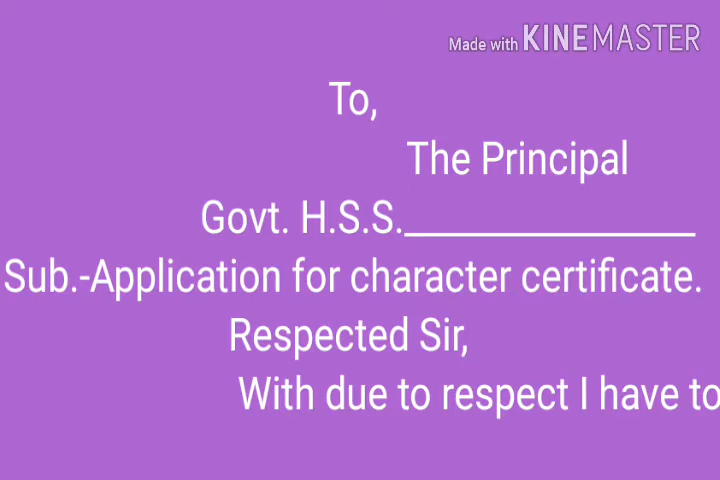 Made with KINEMASTER
To,
The Principal
Govt. H.S.S.________________
Sub.-Application for character certificate.
Respected Sir,
With due to respect I have to